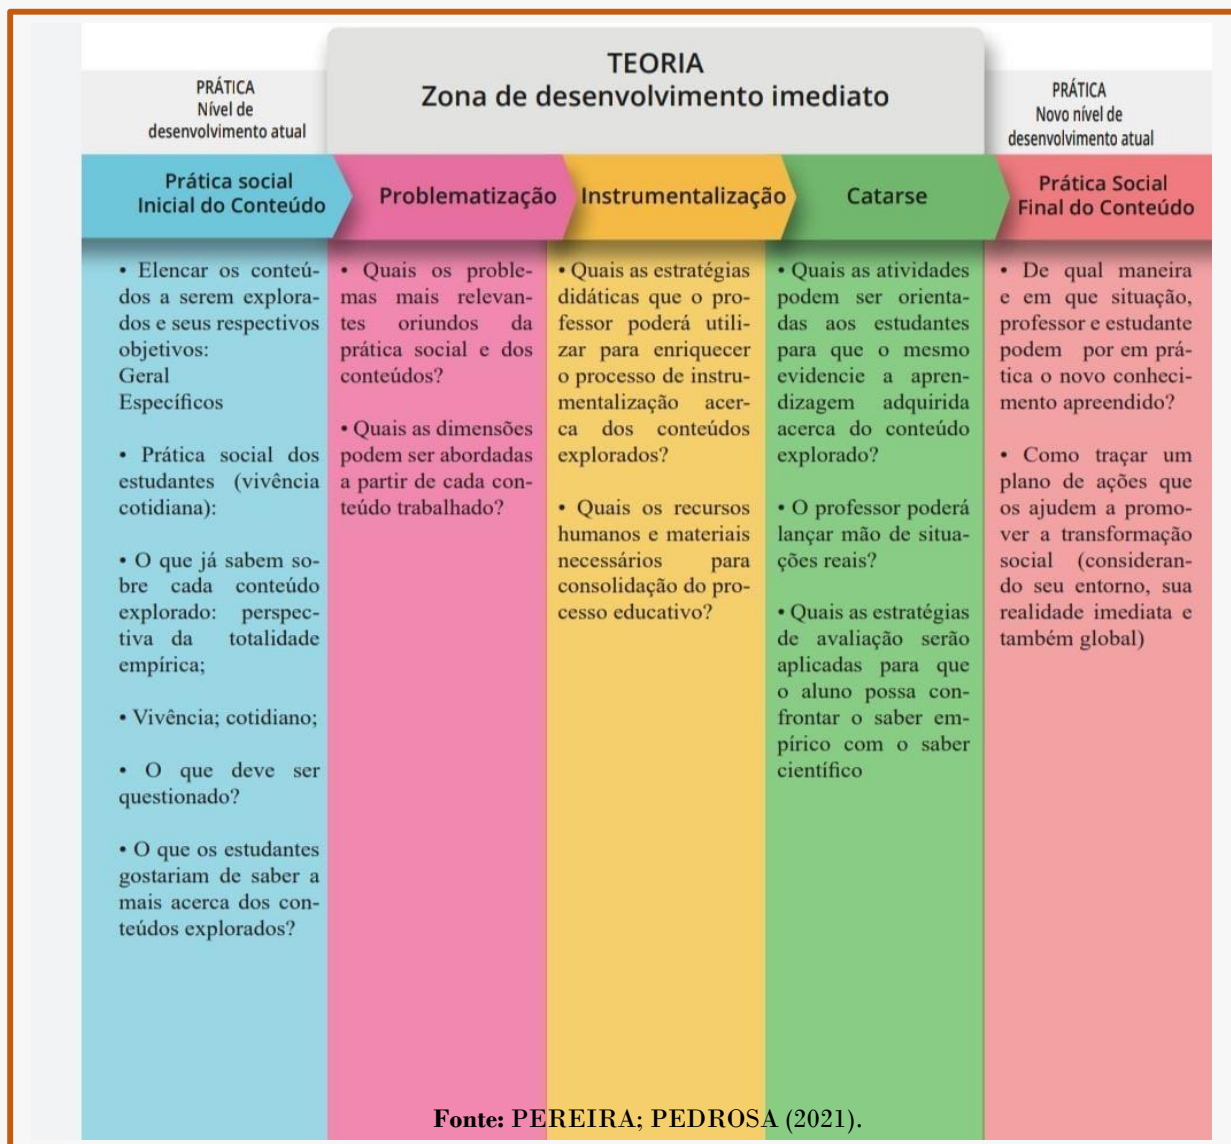 TEORIA
Zona de desenvolvimento imediato
PRÁTICA
Nível de
desenvolvimento atual
PRÁTICA
Novo nível de
desenvolvimento atual
Prática social
Inicial do Conteúdo
Problematização
Instrumentalização
Catarse
Prática Social
Final do Conteúdo
• Elencar os conteú-
dos a serem explora-
dos e seus respectivos
objetivos:
Geral
Específicos
• Prática social dos
estudantes (vivência
cotidiana):
• O que já sabem so-
bre cada conteúdo
explorado: perspec-
tiva da totalidade
empírica;
• Vivência; cotidiano;
• O que deve ser
questionado?
• O que os estudantes
gostariam de saber a
mais acerca dos con-
teúdos explorados?
• Quais os proble-
mas mais relevan-
tes oriundos da
prática social e dos
conteúdos?
• Quais as dimensões
podem ser abordadas
a partir de cada con-
teúdo trabalhado?
• Quais as estratégias
didáticas que o pro-
fessor poderá utili-
zar para enriquecer
o processo de instru-
mentalização acer-
ca dos conteúdos
explorados?
• Quais os recursos
humanos e materiais
necessários para
consolidação do pro-
cesso educativo?
• Quais as atividades
podem ser orienta-
das aos estudantes
para que o mesmo
evidencie a apren-
dizagem adquirida
acerca do conteúdo
explorado?
• O professor poderá
lançar mão de situa-
ções reais?
• Quais as estratégias
de avaliação serão
aplicadas para que
o aluno possa con-
frontar o saber em-
pírico com o saber
científico
• De qual maneira
e em que situação,
professor e estudante
podem por em prá-
tica o novo conheci-
mento apreendido?
• Como traçar um
plano de ações que
os ajudem a promo-
ver a transformação
social (consideran-
do seu entorno, sua
realidade imediata e
também global)
Fonte: PEREIRA; PEDROSA (2021).